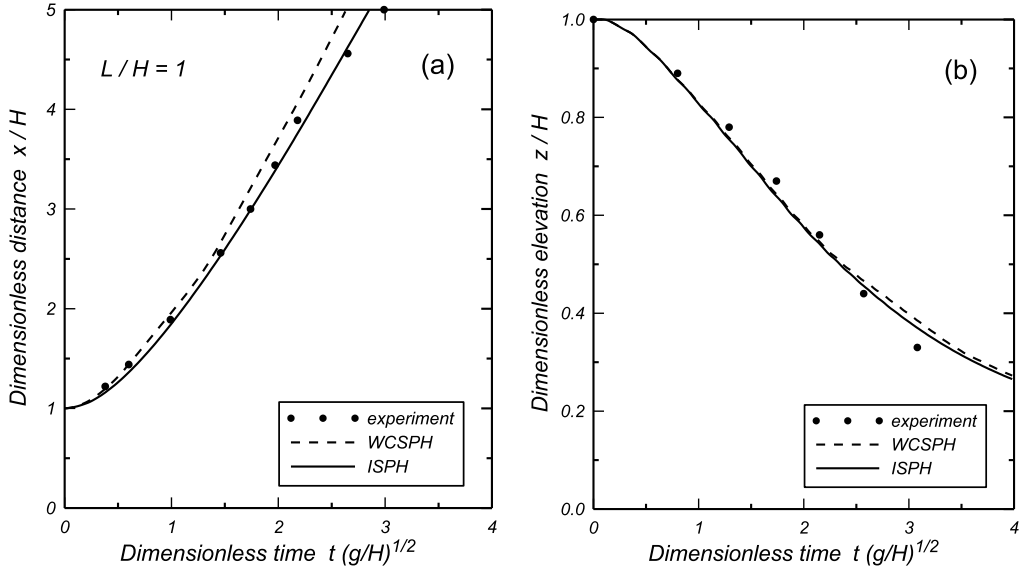 5
4
3
2
1
0
Dimensionless distance x / H
L / H = 1
(a)
experiment
WCSPH
ISPH
0 1 2 3 4
Dimensionless time t (g/H)^1/2
1.0
0.8
0.6
0.4
0.2
0.0
Dimensionless elevation z / H
(b)
experiment
WCSPH
ISPH
0 1 2 3 4
Dimensionless time t (g/H)^1/2